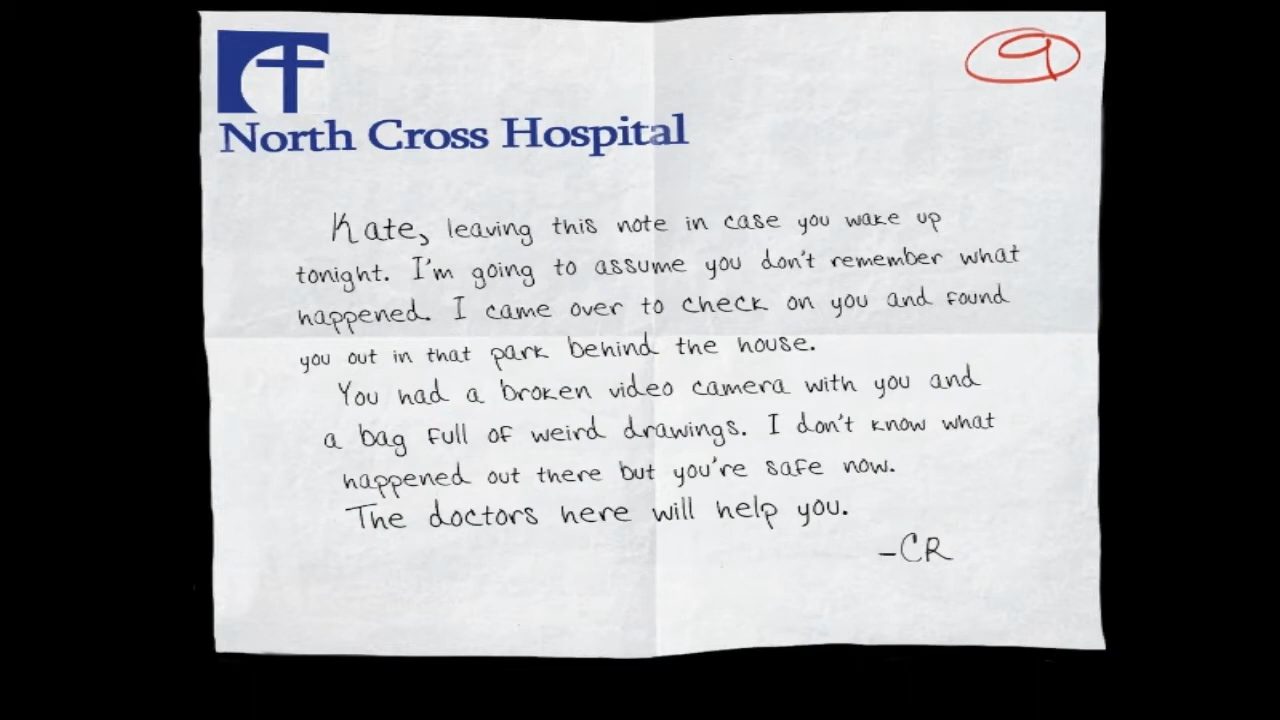 9
North Cross Hospital
Kate, leaving this note in case you wake up
tonight. I'm going to assume you don't remember what
happened. I came over to check on you and found
you out in that park behind the house.
You had a broken video camera with you and
a bag full of weird drawings. I don't know what
happened out there but you're safe now.
The doctors here will help you.
-CR